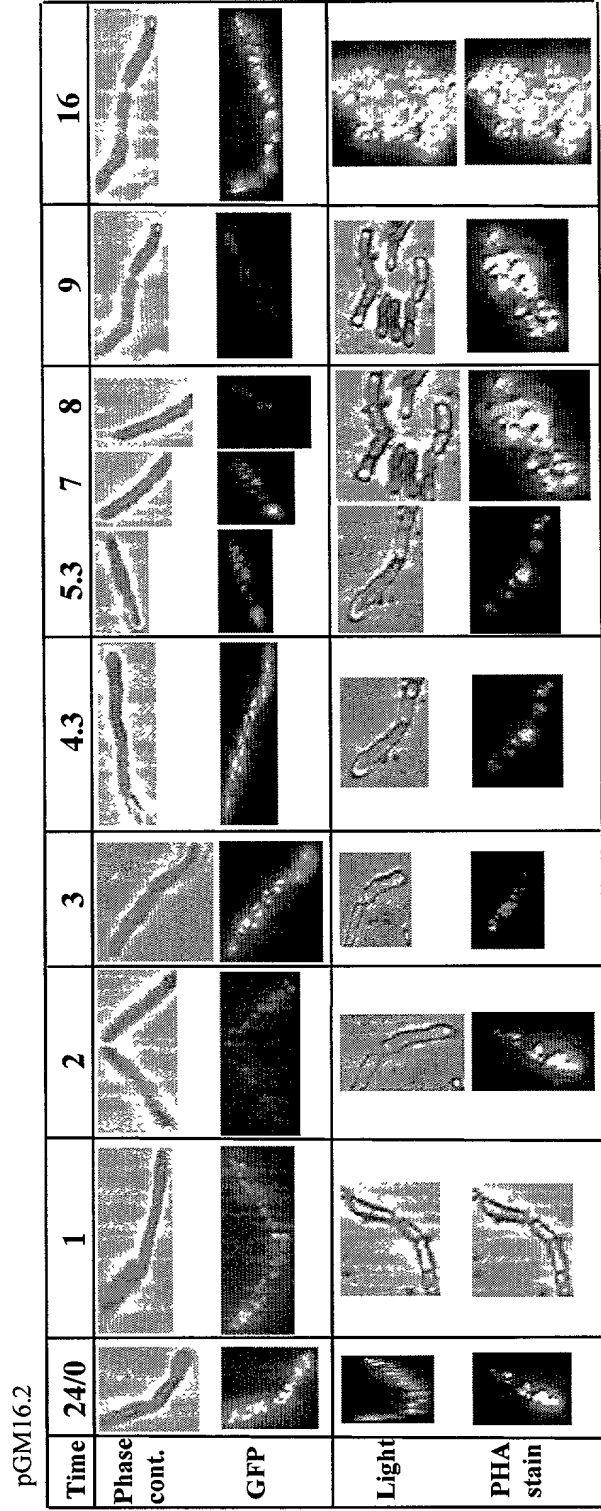 pGM16.2
Time 24/0 1 2 3 4.3 5.3 7 8 9 16
Phase
cont.
GFP
Light
PHA
stain